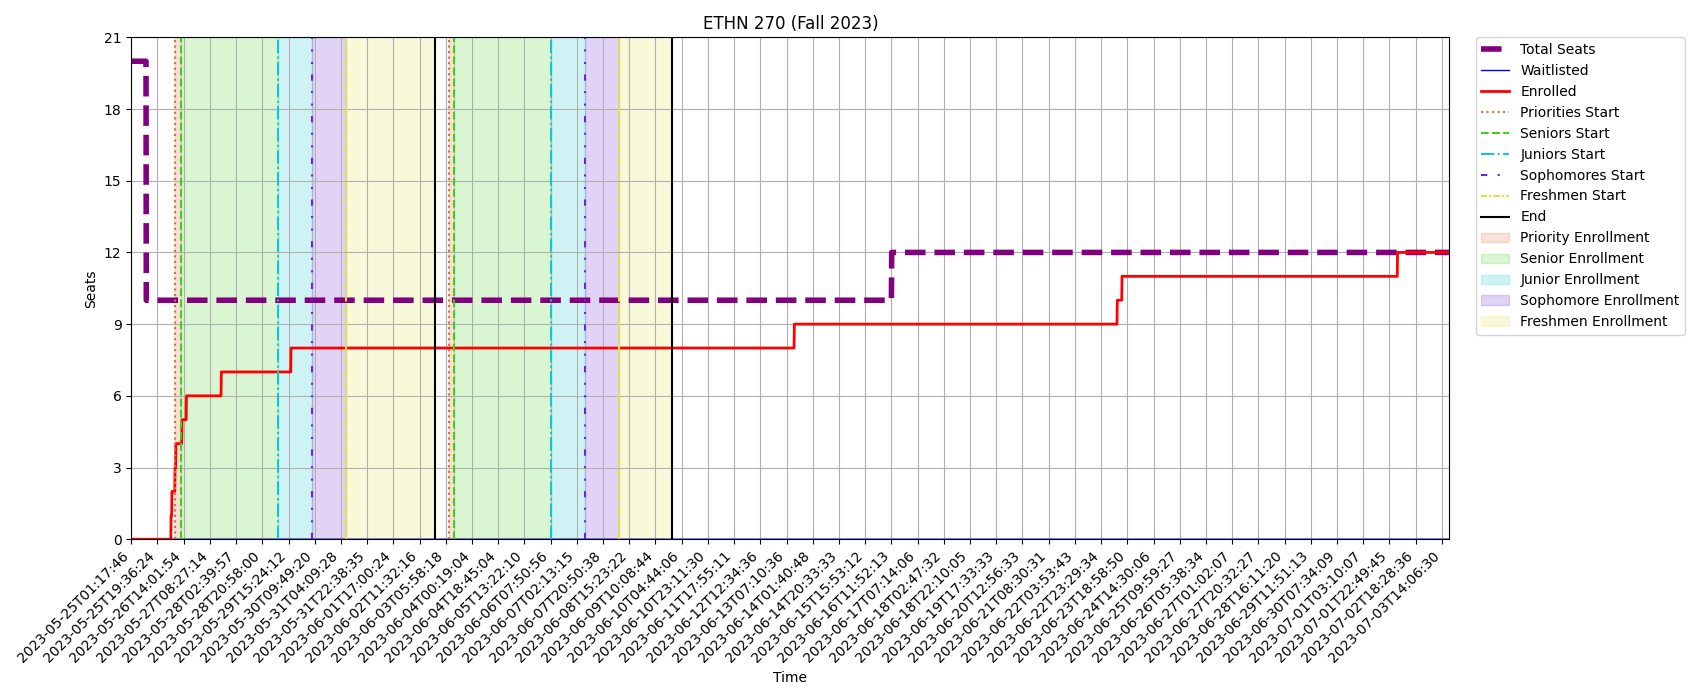 ETHN 270 (Fall 2023)
21
18
15
12
9
6
3
0
Seats
2023-05-25T01:17:46
2023-05-25T19:36:24
2023-05-26T14:01:54
2023-05-27T08:27:14
2023-05-28T02:39:57
2023-05-28T20:58:00
2023-05-29T15:24:12
2023-05-30T09:49:20
2023-05-31T04:09:28
2023-05-31T22:38:35
2023-06-01T17:00:24
2023-06-02T11:32:16
2023-06-03T05:58:18
2023-06-04T00:19:04
2023-06-04T18:45:04
2023-06-05T13:22:10
2023-06-06T07:50:56
2023-06-07T02:13:15
2023-06-07T20:50:38
2023-06-08T15:23:22
2023-06-09T10:08:44
2023-06-10T04:44:06
2023-06-10T23:11:30
2023-06-11T17:55:11
2023-06-12T12:34:36
2023-06-13T07:10:36
2023-06-14T01:40:48
2023-06-14T20:33:33
2023-06-15T15:53:12
2023-06-16T11:52:13
2023-06-17T07:14:06
2023-06-18T02:47:32
2023-06-18T22:10:05
2023-06-19T17:33:33
2023-06-20T12:56:33
2023-06-21T08:30:31
2023-06-22T03:53:43
2023-06-22T23:29:34
2023-06-23T18:58:50
2023-06-24T14:30:06
2023-06-25T09:59:27
2023-06-26T05:38:34
2023-06-27T01:02:07
2023-06-27T20:32:27
2023-06-28T16:11:20
2023-06-29T11:51:13
2023-06-30T07:34:09
2023-07-01T03:10:07
2023-07-01T22:49:45
2023-07-02T18:28:36
2023-07-03T14:06:30
Time
Total Seats
Waitlisted
Enrolled
Priorities Start
Seniors Start
Juniors Start
Sophomores Start
Freshmen Start
End
Priority Enrollment
Senior Enrollment
Junior Enrollment
Sophomore Enrollment
Freshmen Enrollment